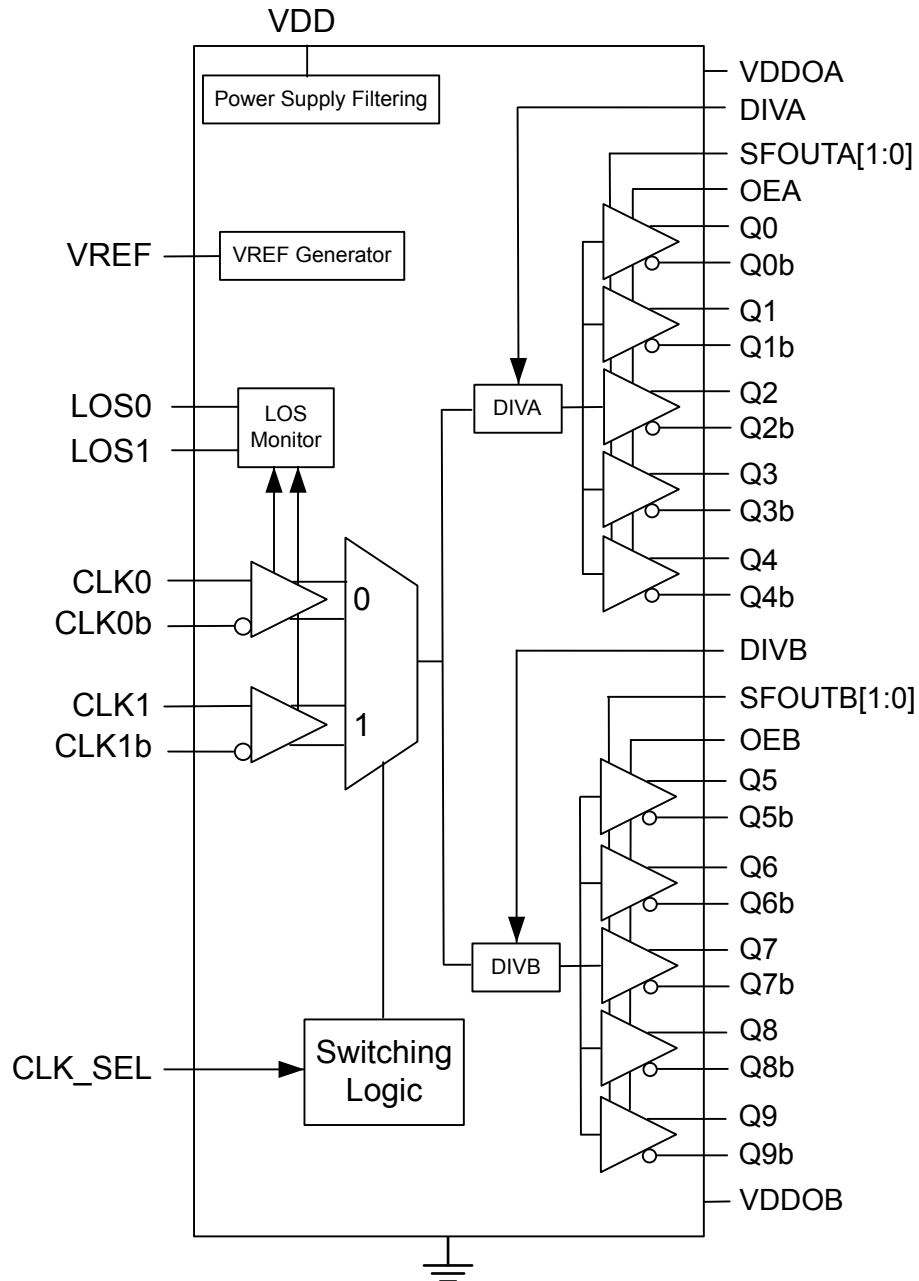 VDD
Power Supply Filtering
VREF
VREF Generator
LOS0
LOS1
LOS
Monitor
CLK0
CLK0b
CLK1
CLK1b
0
1
CLK_SEL
Switching
Logic
DIVA
DIVB
VDDOA
DIVA
SFOUTA[1:0]
OEA
Q0
Q0b
Q1
Q1b
Q2
Q2b
Q3
Q3b
Q4
Q4b
DIVB
SFOUTB[1:0]
OEB
Q5
Q5b
Q6
Q6b
Q7
Q7b
Q8
Q8b
Q9
Q9b
VDDOB